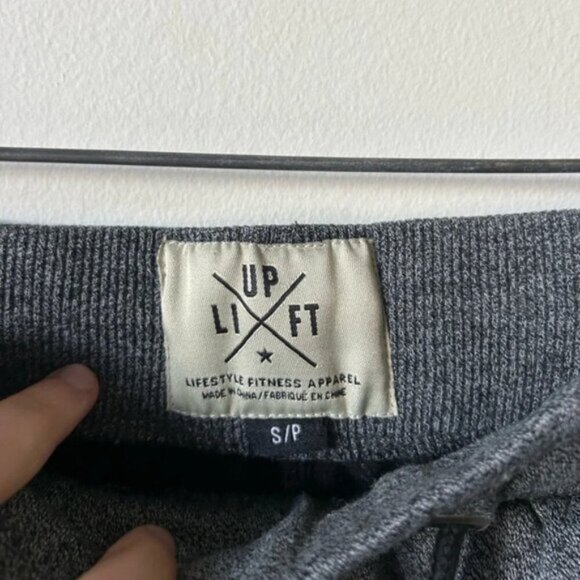 UP
LI FT
LIFESTYLE FITNESS APPAREL
MADE IN CHINA / FABRIQUÉ EN CHINE
S/P